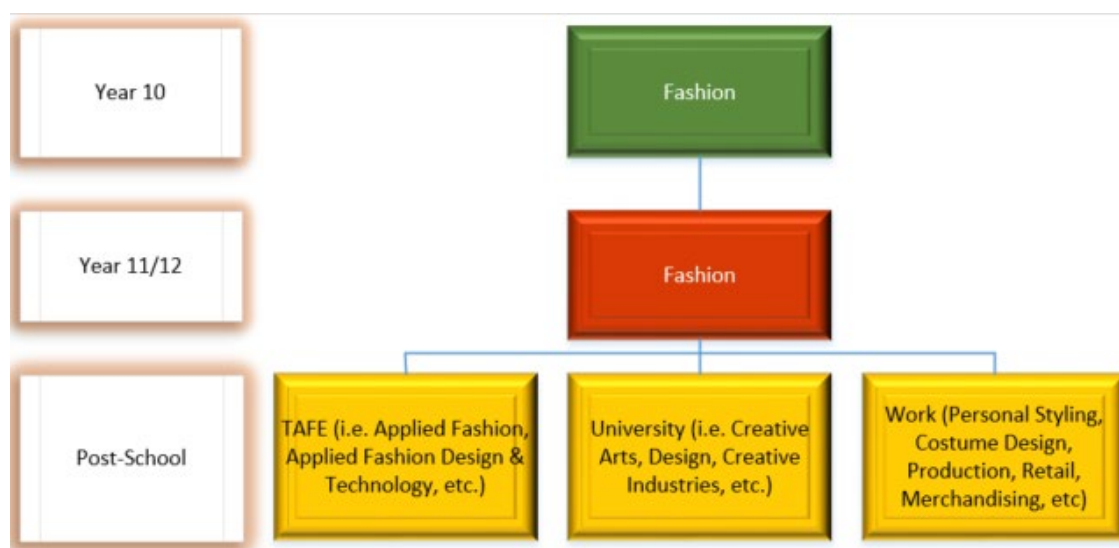 Year 10
Fashion
Year 11/12
Fashion
Post-School
TAFE (i.e. Applied Fashion,
Applied Fashion Design &
Technology, etc.)
University (i.e. Creative
Arts, Design, Creative
Industries, etc.)
Work (Personal Styling,
Costume Design,
Production, Retail,
Merchandising, etc)